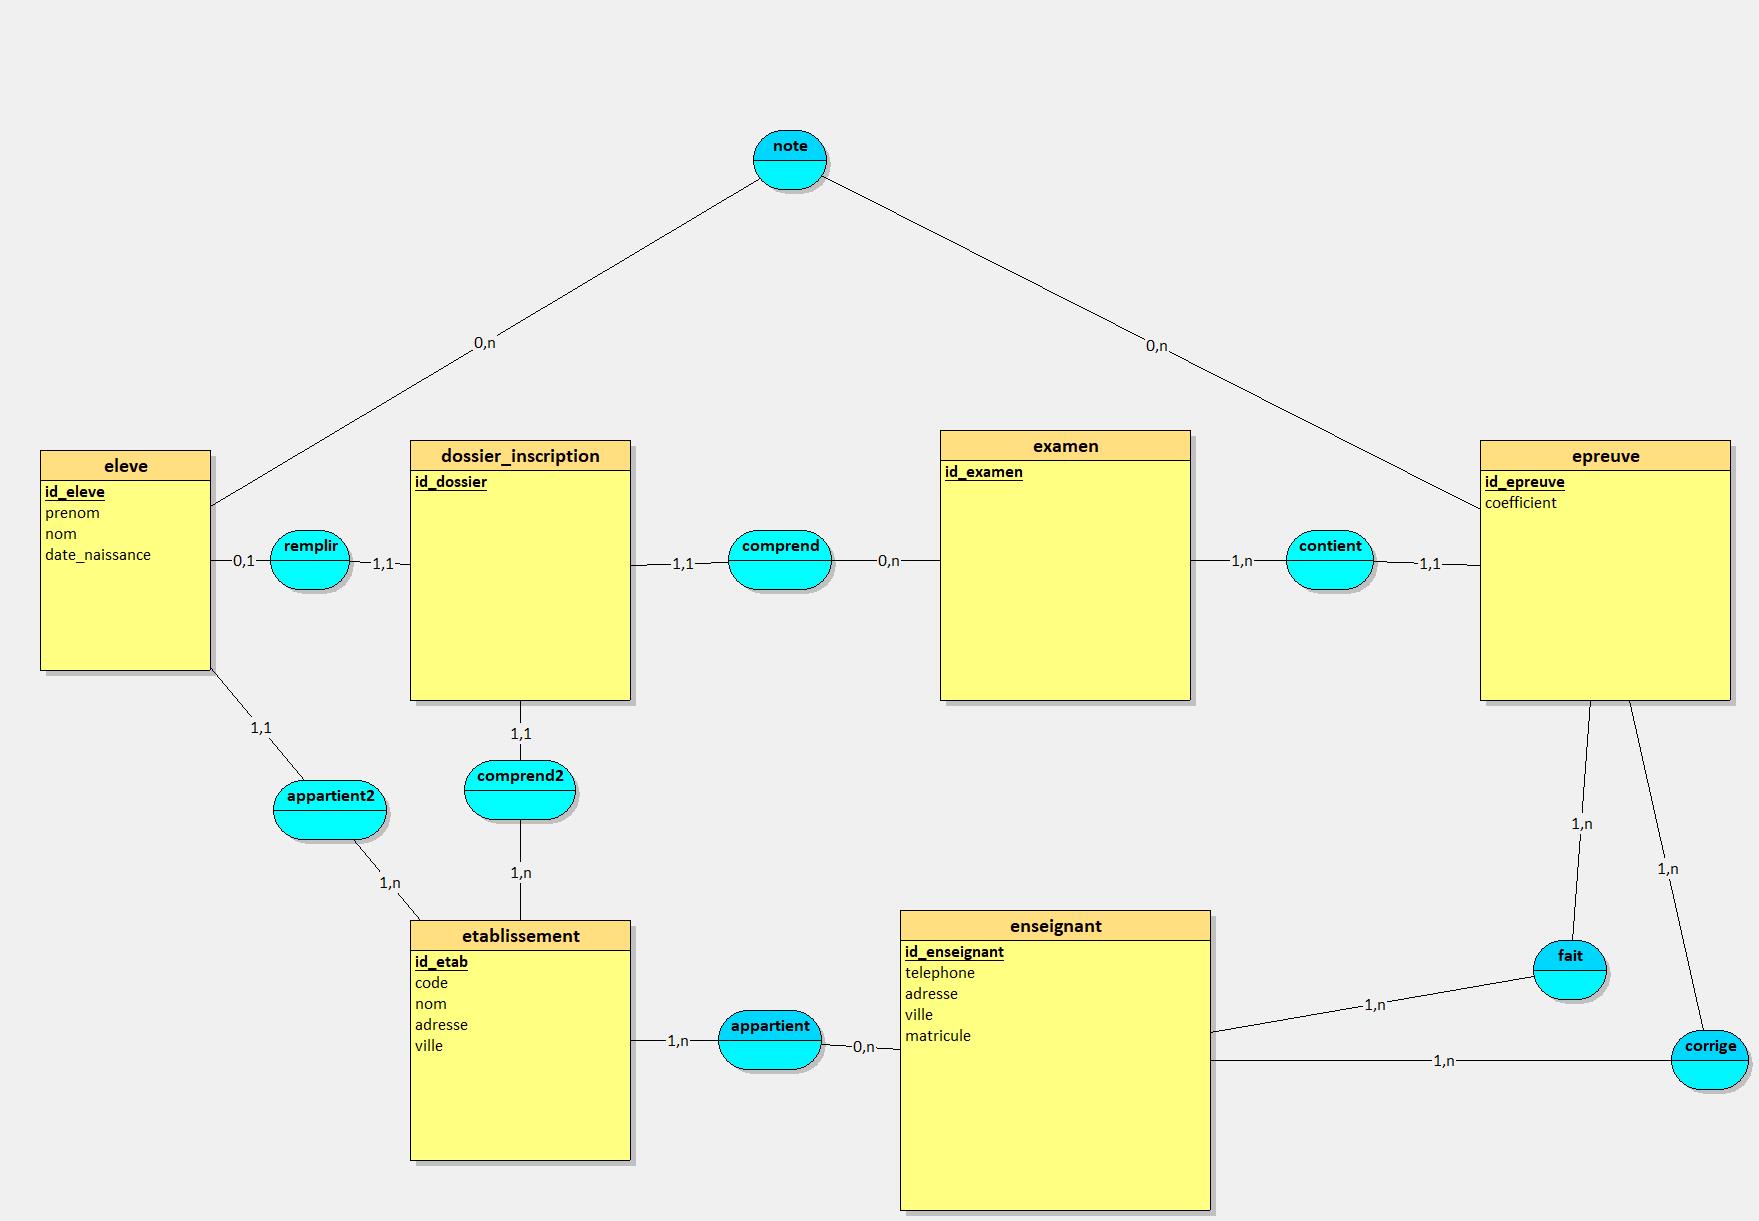 note
0,n
0,n
eleve
id_eleve
prenom
nom
date_naissance
0,1
remplir
1,1
dossier_inscription
id_dossier
1,1
comprend
0,n
examen
id_examen
1,n
contient
1,1
epreuve
id_epreuve
coefficient
1,1
appartient2
1,n
1,1
comprend2
1,n
1,n
1,n
etablissement
id_etab
code
nom
adresse
ville
1,n
appartient
0,n
enseignant
id_enseignant
telephone
adresse
ville
matricule
1,n
fait
1,n
corrige